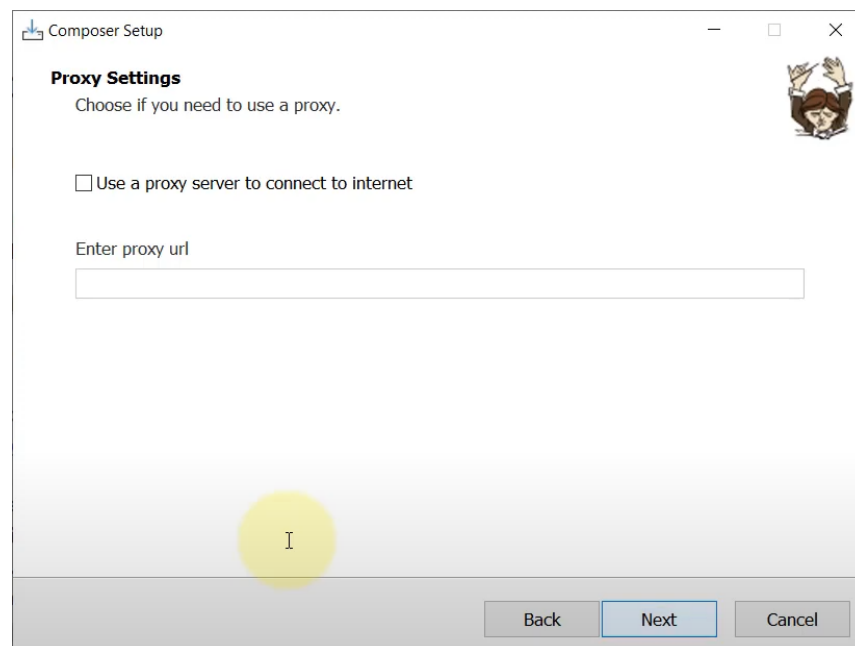 Composer Setup
Proxy Settings
Choose if you need to use a proxy.
Use a proxy server to connect to internet
Enter proxy url
Back
Next
Cancel